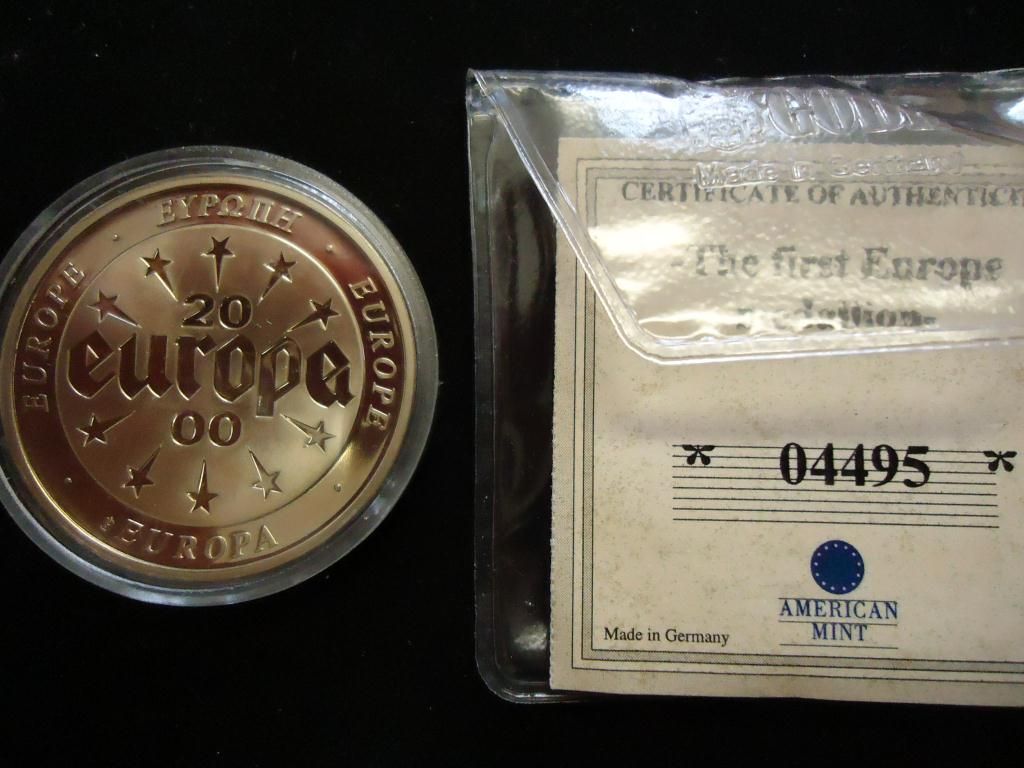 ΕΥΡΩΠΗ
EUROPE
EUROPE
20
europa
00
EUROPA
Made in Germany
CERTIFICATE OF
-The first Europe
medallion-
04495
AMERICAN
MINT
Made in Germany